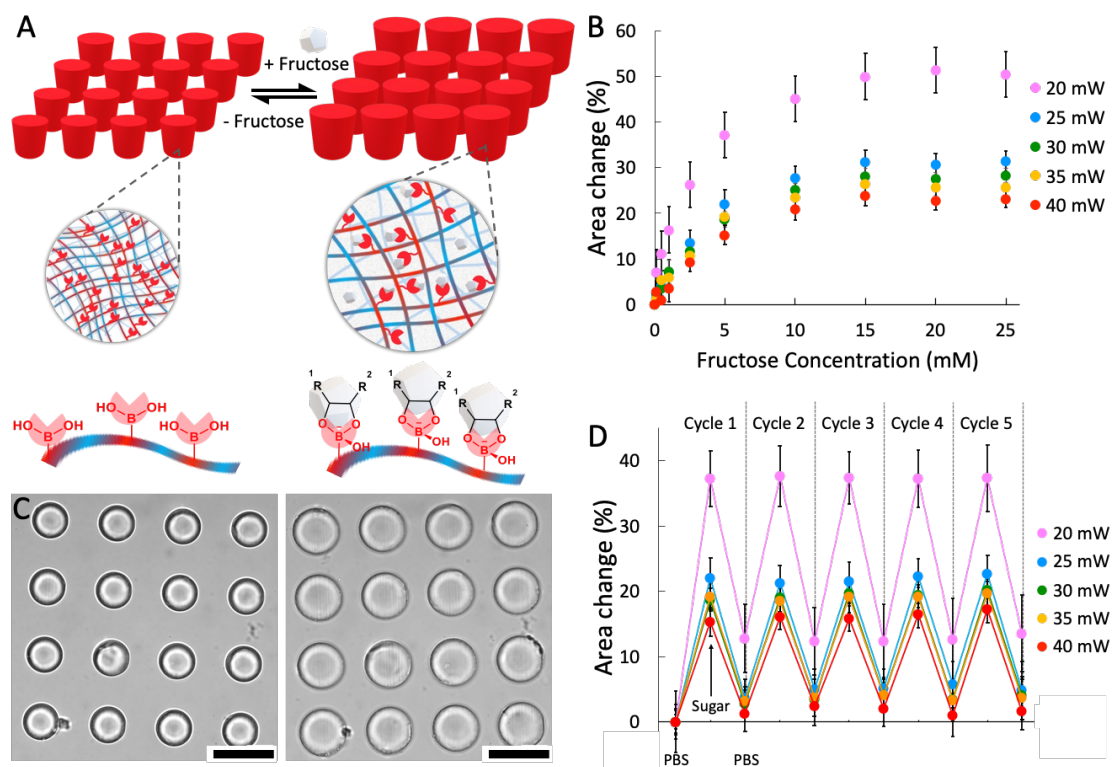 A
+ Fructose
- Fructose
HO
OH
B
HO
OH
B
HO
OH
B
1
2
R
R
O
O
B
OH
1
2
R
R
O
O
B
OH
1
2
R
R
O
O
B
OH
B
60
50
40
30
20
10
0
Area change (%)
0
5
10
15
20
25
Fructose Concentration (mM)
20 mW
25 mW
30 mW
35 mW
40 mW
C
D
Cycle 1
Cycle 2
Cycle 3
Cycle 4
Cycle 5
40
30
20
10
0
Area change (%)
Sugar
PBS
PBS
20 mW
25 mW
30 mW
35 mW
40 mW